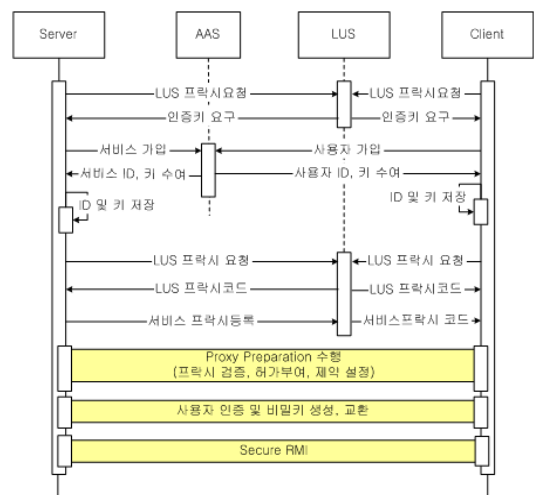 Server AAS LUS Client
LUS 프락시요청 LUS 프락시요청
인증키 요구 인증키 요구
서비스 가입 사용자 가입
서비스 ID, 키 수여 사용자 ID, 키 수여
ID 및 키 저장 ID 및 키 저장
LUS 프락시 요청 LUS 프락시 요청
LUS 프락시코드 LUS 프락시코드
서비스 프락시등록 서비스프락시 코드
Proxy Preparation 수행
(프락시 검증, 허가부여, 제약 설정)
사용자 인증 및 비밀키 생성, 교환
Secure RMI